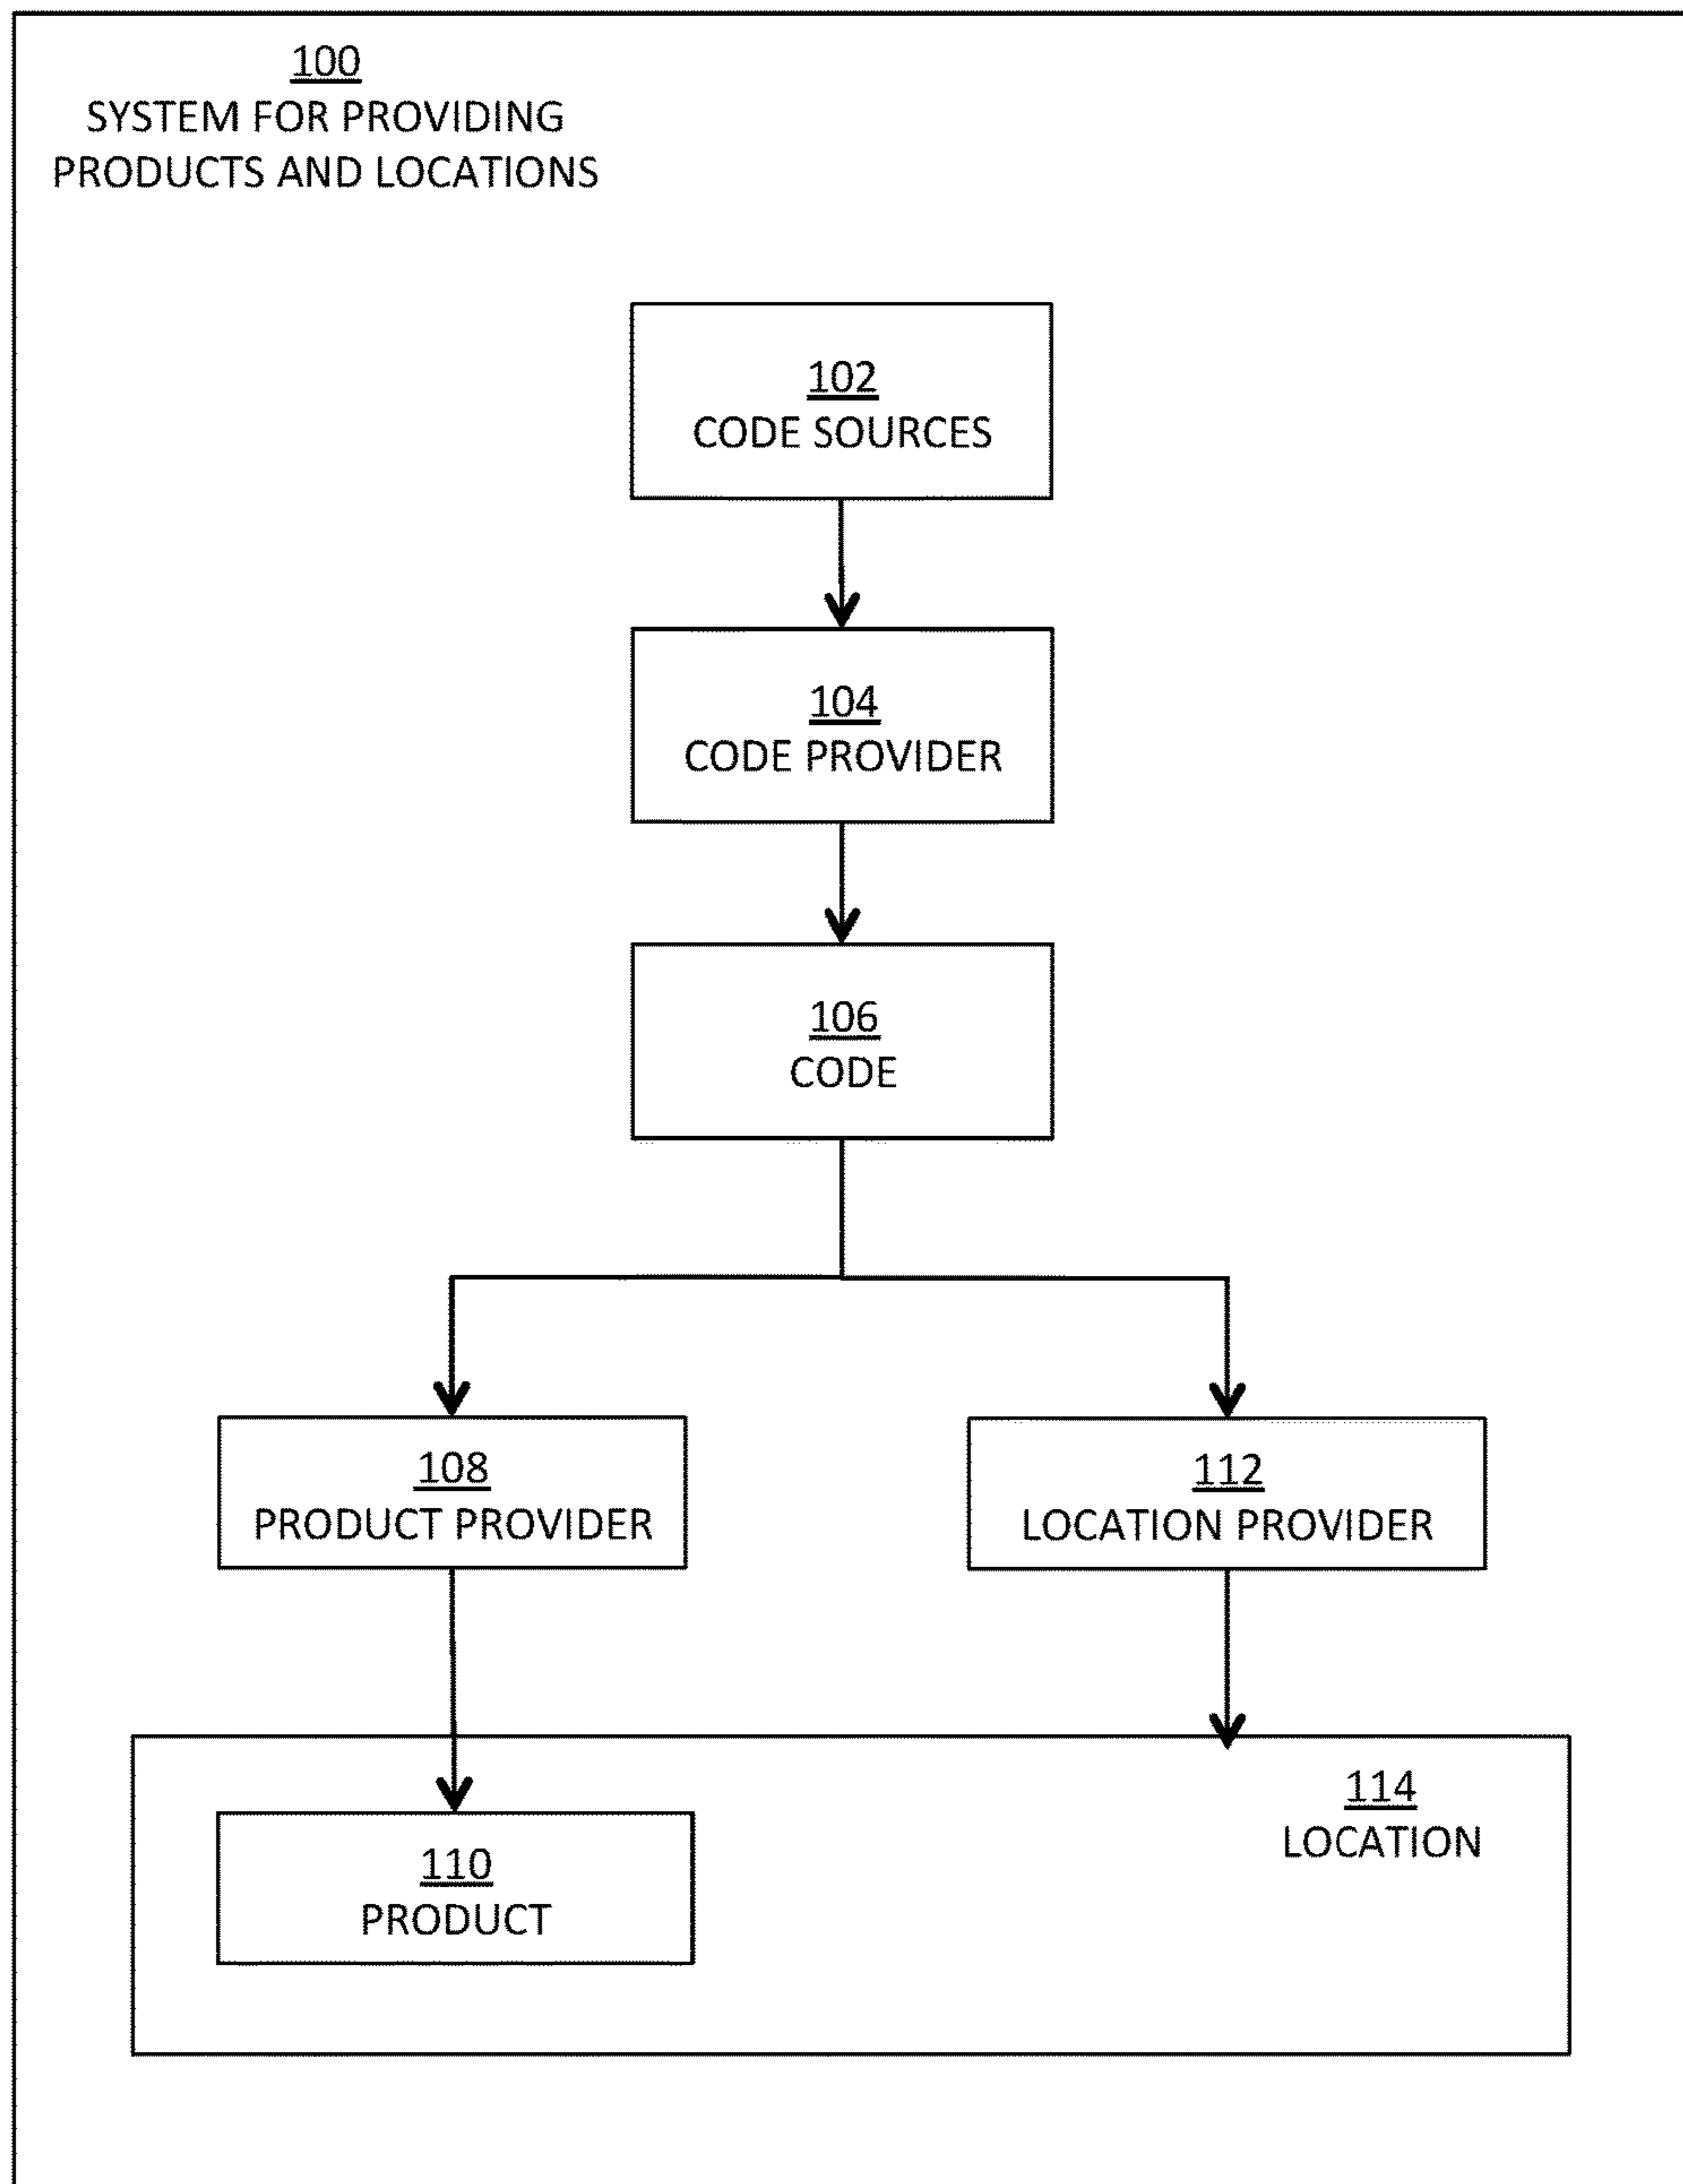 100
SYSTEM FOR PROVIDING
PRODUCTS AND LOCATIONS
102
CODE SOURCES
104
CODE PROVIDER
106
CODE
108
PRODUCT PROVIDER
112
LOCATION PROVIDER
114
LOCATION
110
PRODUCT